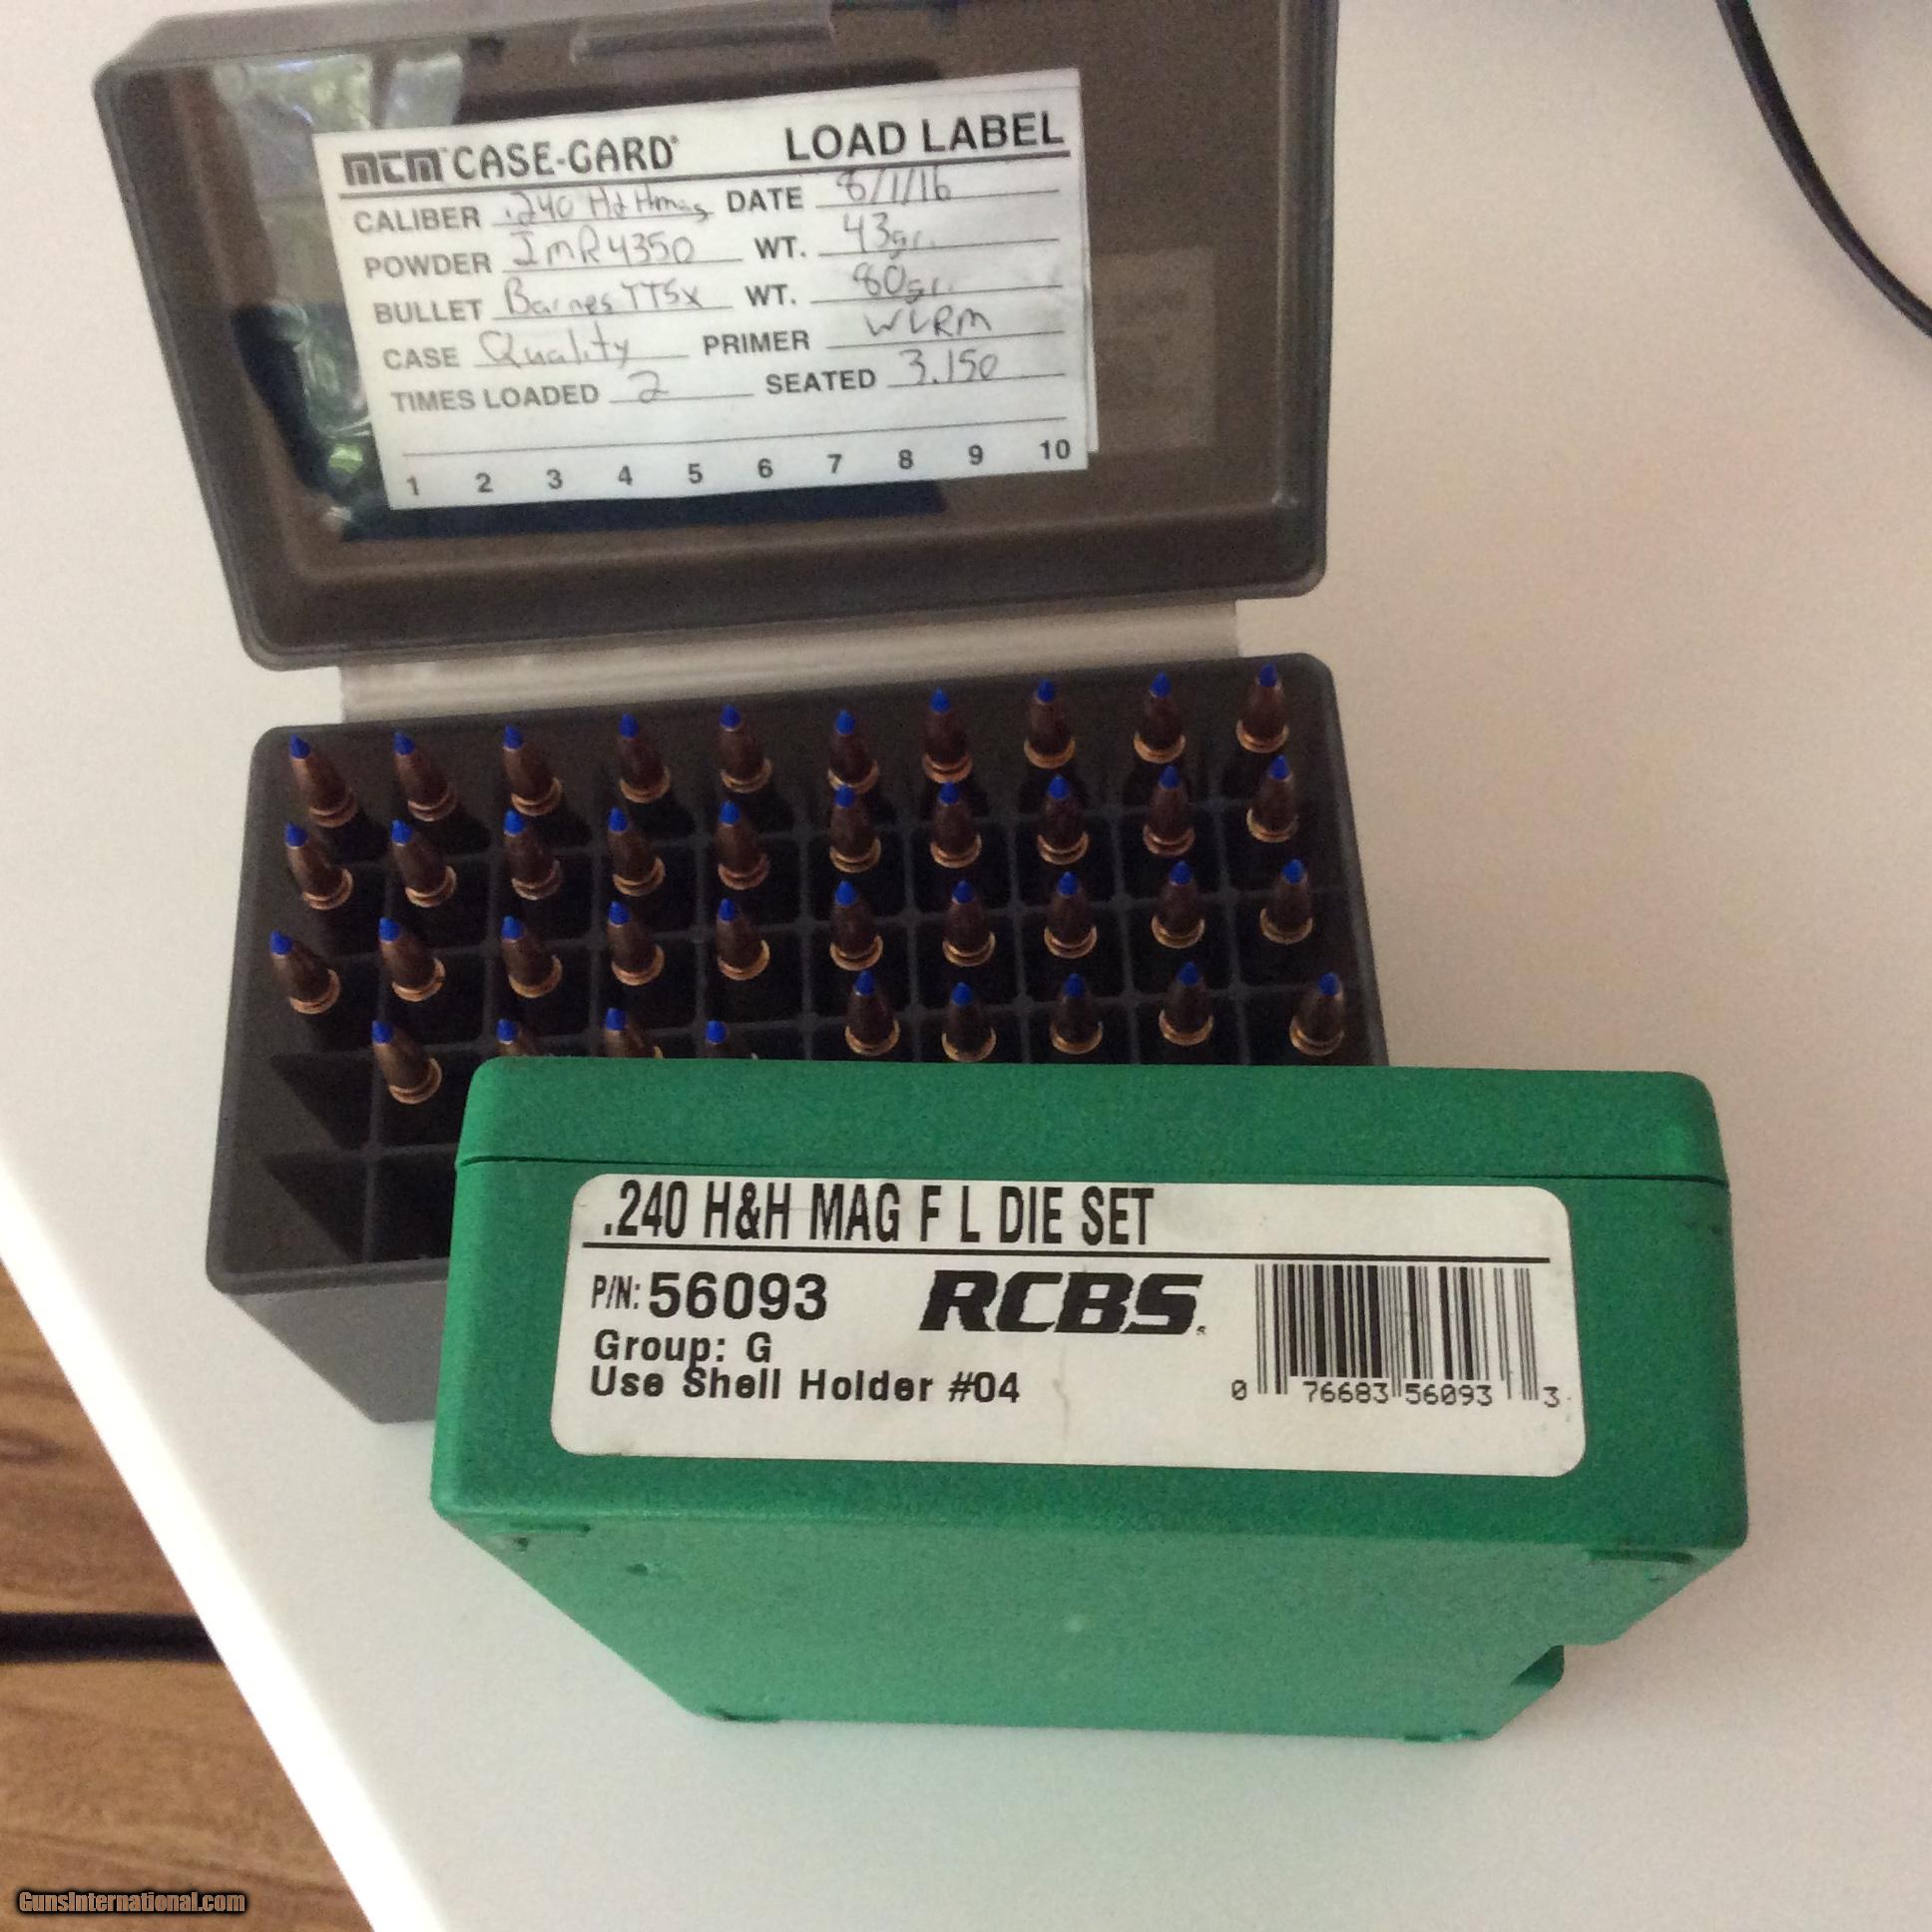 MTM CASE-GARD® LOAD LABEL
CALIBER .240 H&Hmag DATE 8/1/16
POWDER IMR4350 WT. 43gr.
BULLET Barnes TTSX WT. 80gr.
CASE Quality PRIMER WLRM
TIMES LOADED 2 SEATED 3.150
1 2 3 4 5 6 7 8 9 10
.240 H&H MAG F L DIE SET
P/N: 56093 RCBS.
Group: G
Use Shell Holder #04
0 76683 56093 3
GunsInternational.com